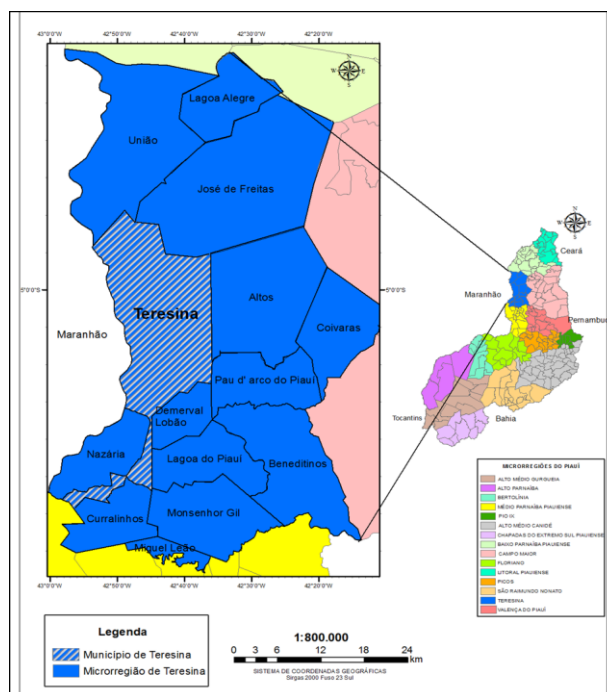 43°0'0"S
42°50'0"S
42°40'0"S
42°30'0"S
42°20'0"S
N
W
E
S
Lagoa Alegre
União
José de Freitas
5°0'0"S
5°0'0"S
Teresina
Altos
Maranhão
Coivaras
Pau d' arco do Piauí
Demerval
Lobão
Nazária
Lagoa do Piauí
Beneditinos
Curralinhos
Monsenhor Gil
Miguel Leão
43°0'0"S
42°50'0"S
42°40'0"S
42°30'0"S
42°20'0"S
N
W
E
S
Ceará
Maranhão
Pernambuc
Tocantins
Bahia
MICRORREGIÕES DO PIAUÍ
ALTO MÉDIO GURGUEIA
ALTO PARNAÍBA
BERTOLÍNIA
MÉDIO PARNAÍBA PIAUIENSE
PIO IX
ALTO MÉDIO CANIDÉ
CHAPADAS DO EXTREMO SUL PIAUIENSE
BAIXO PARNAÍBA PIAUIENSE
CAMPO MAIOR
FLORIANO
LITORAL PIAUIENSE
PICOS
SÃO RAIMUNDO NONATO
TERESINA
VALENÇA DO PIAUÍ
Legenda
Município de Teresina
Microrregião de Teresina
1:800.000
0 3 6 12 18 24
km
SISTEMA DE COORDENADAS GEOGRÁFICAS
Sirgas 2000 Fuso 23 Sul